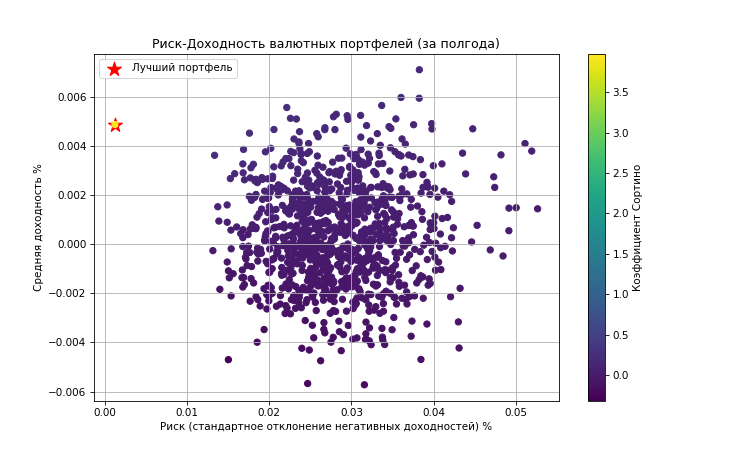 Риск-Доходность валютных портфелей (за полгода)
Лучший портфель
Средняя доходность %
0.006
0.004
0.002
0.000
−0.002
−0.004
−0.006
0.00 0.01 0.02 0.03 0.04 0.05
Риск (стандартное отклонение негативных доходностей) %
3.5
3.0
2.5
2.0
1.5
1.0
0.5
0.0
Коэффициент Сортино